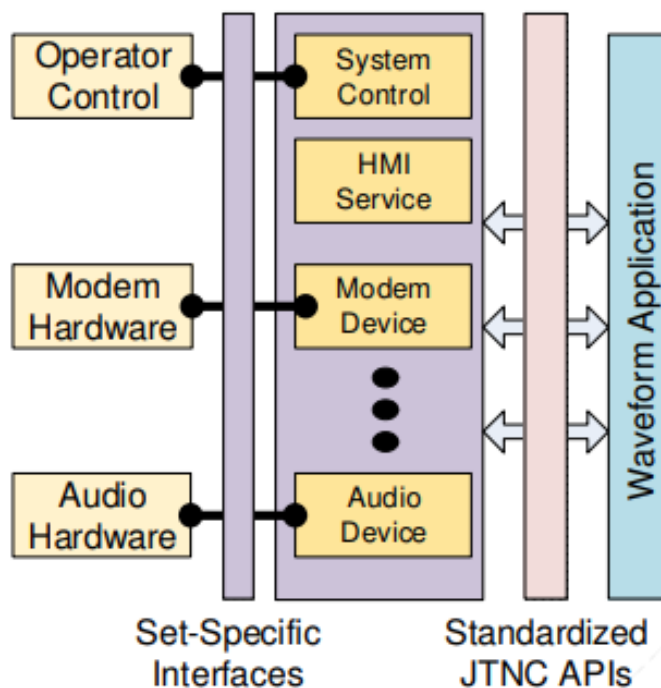 Operator
Control
System
Control
HMI
Service
Modem
Hardware
Modem
Device
Audio
Hardware
Audio
Device
Waveform Application
Set-Specific
Interfaces
Standardized
JTNC APIs